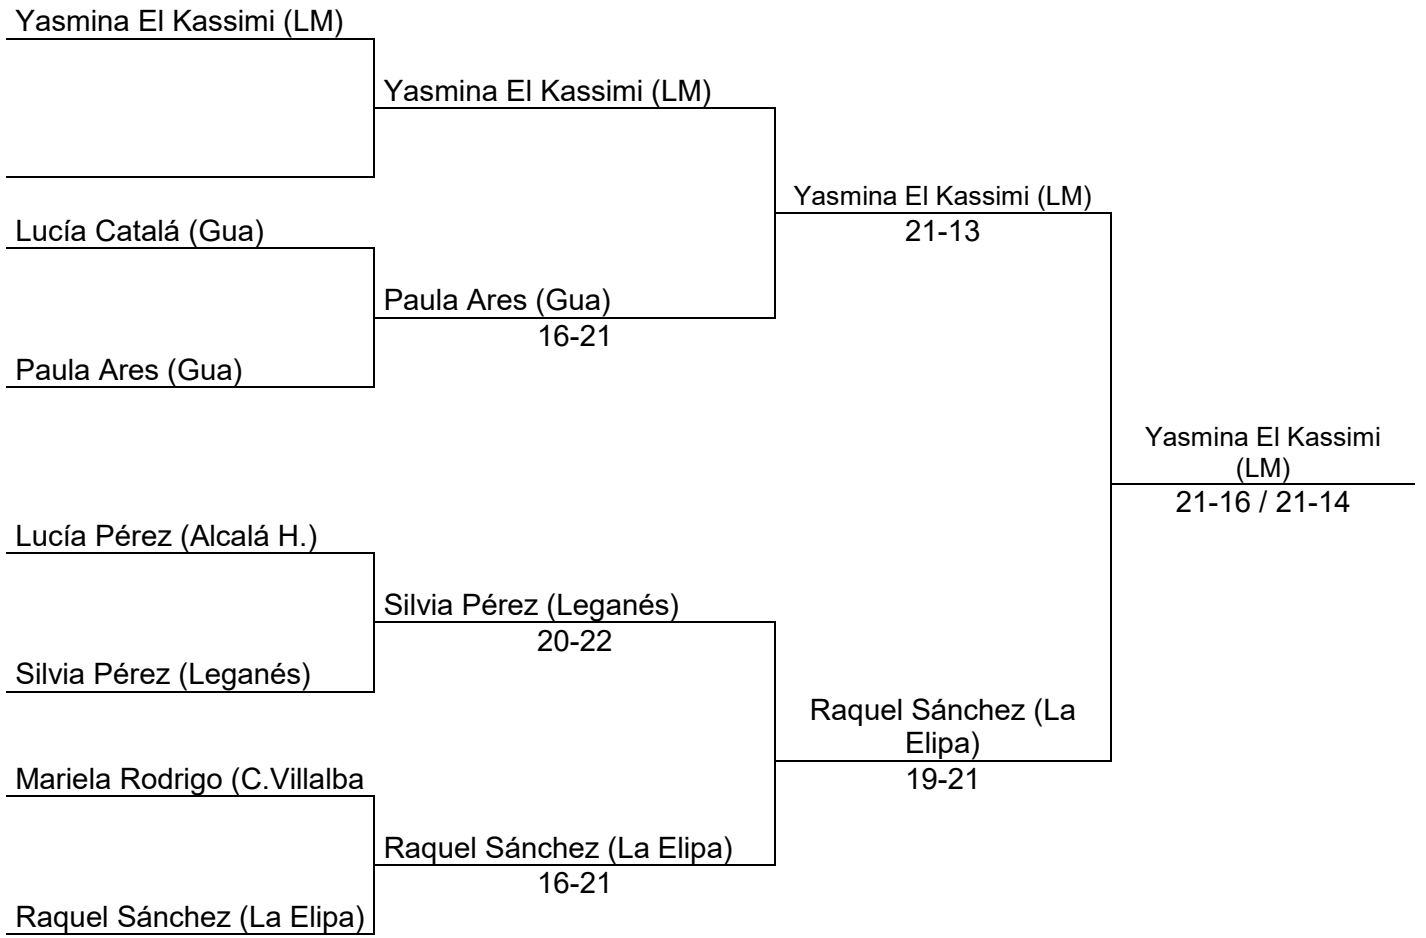 Yasmina El Kassimi (LM)
Yasmina El Kassimi (LM)
Yasmina El Kassimi (LM)
21-13
Lucía Catalá (Gua)
Paula Ares (Gua)
16-21
Paula Ares (Gua)
Yasmina El Kassimi
(LM)
21-16 / 21-14
Lucía Pérez (Alcalá H.)
Silvia Pérez (Leganés)
20-22
Silvia Pérez (Leganés)
Raquel Sánchez (La
Elipa)
19-21
Mariela Rodrigo (C.Villalba
Raquel Sánchez (La Elipa)
16-21
Raquel Sánchez (La Elipa)